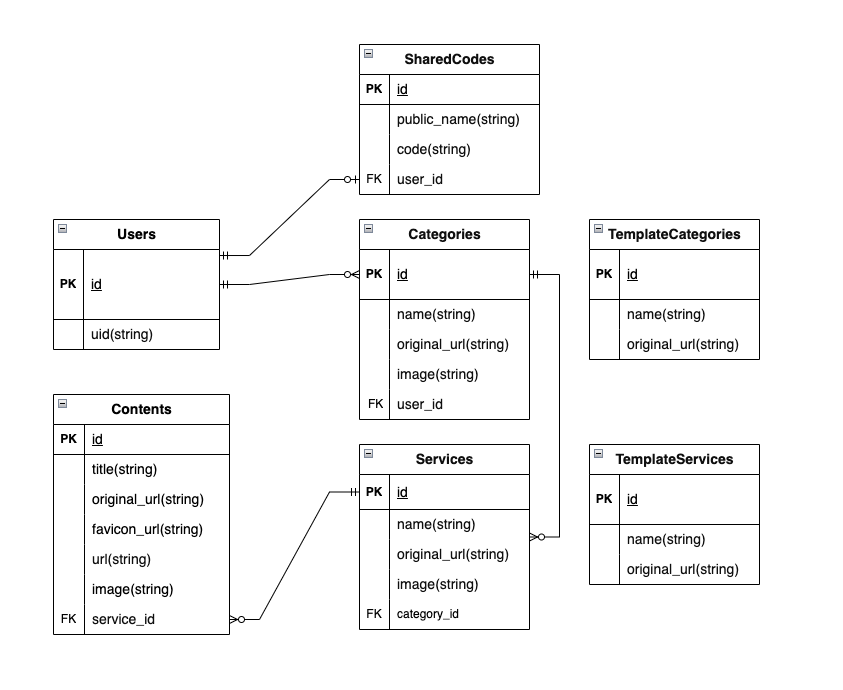 SharedCodes
PK id
public_name(string)
code(string)
FK user_id
Users
PK id
uid(string)
Categories
PK id
name(string)
original_url(string)
image(string)
FK user_id
TemplateCategories
PK id
name(string)
original_url(string)
Contents
PK id
title(string)
original_url(string)
favicon_url(string)
url(string)
image(string)
FK service_id
Services
PK id
name(string)
original_url(string)
image(string)
FK category_id
TemplateServices
PK id
name(string)
original_url(string)